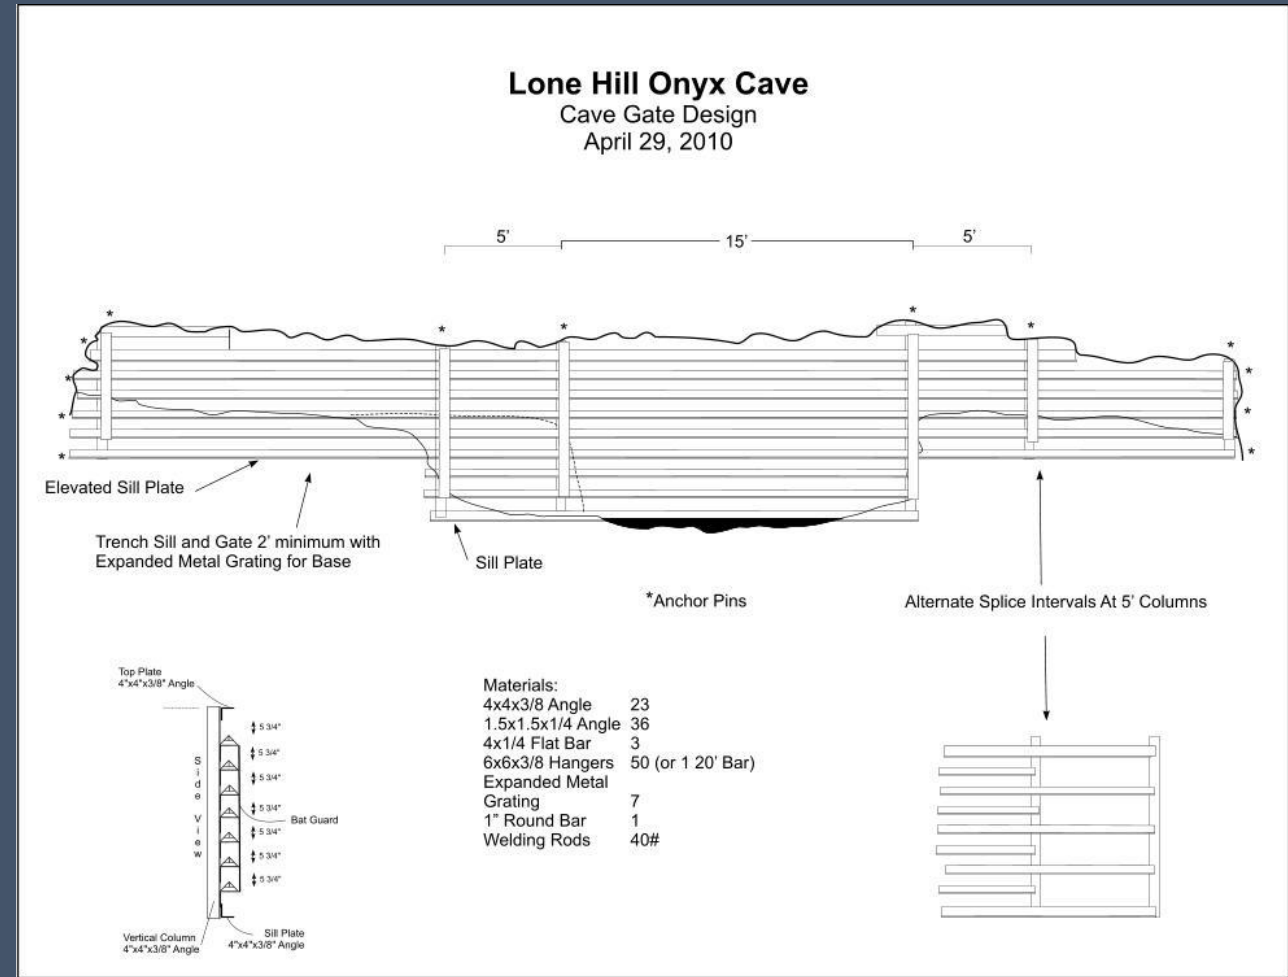 Lone Hill Onyx Cave
Cave Gate Design
April 29, 2010
5' 15' 5'
* * * * * *
* *
* *
* *
* *
Elevated Sill Plate
Trench Sill and Gate 2' minimum with
Expanded Metal Grating for Base
Sill Plate
*Anchor Pins
Alternate Splice Intervals At 5' Columns
Top Plate
4"x4"x3/8" Angle
5 3/4"
5 3/4"
5 3/4"
5 3/4"
5 3/4"
5 3/4"
5 3/4"
Side View
Bat Guard
Vertical Column
4"x4"x3/8" Angle
Sill Plate
4"x4"x3/8" Angle
Materials:
4x4x3/8 Angle 23
1.5x1.5x1/4 Angle 36
4x1/4 Flat Bar 3
6x6x3/8 Hangers 50 (or 1 20' Bar)
Expanded Metal
Grating 7
1" Round Bar 1
Welding Rods 40#